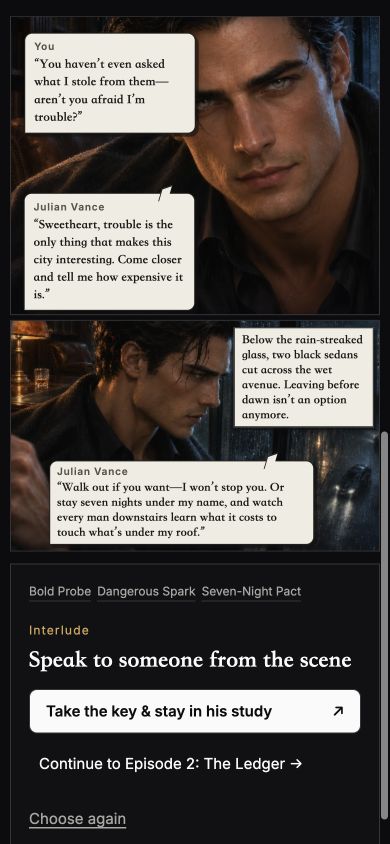 You
“You haven’t even asked
what I stole from them—
aren’t you afraid I’m
trouble?”
Julian Vance
“Sweetheart, trouble is the
only thing that makes this
city interesting. Come closer
and tell me how expensive it
is.”
Below the rain-streaked
glass, two black sedans
cut across the wet
avenue. Leaving before
dawn isn’t an option
anymore.
Julian Vance
“Walk out if you want—I won’t stop you. Or
stay seven nights under my name, and watch
every man downstairs learn what it costs to
touch what’s under my roof.”
Bold Probe Dangerous Spark Seven-Night Pact
Interlude
Speak to someone from the scene
Take the key & stay in his study ↗
Continue to Episode 2: The Ledger →
Choose again